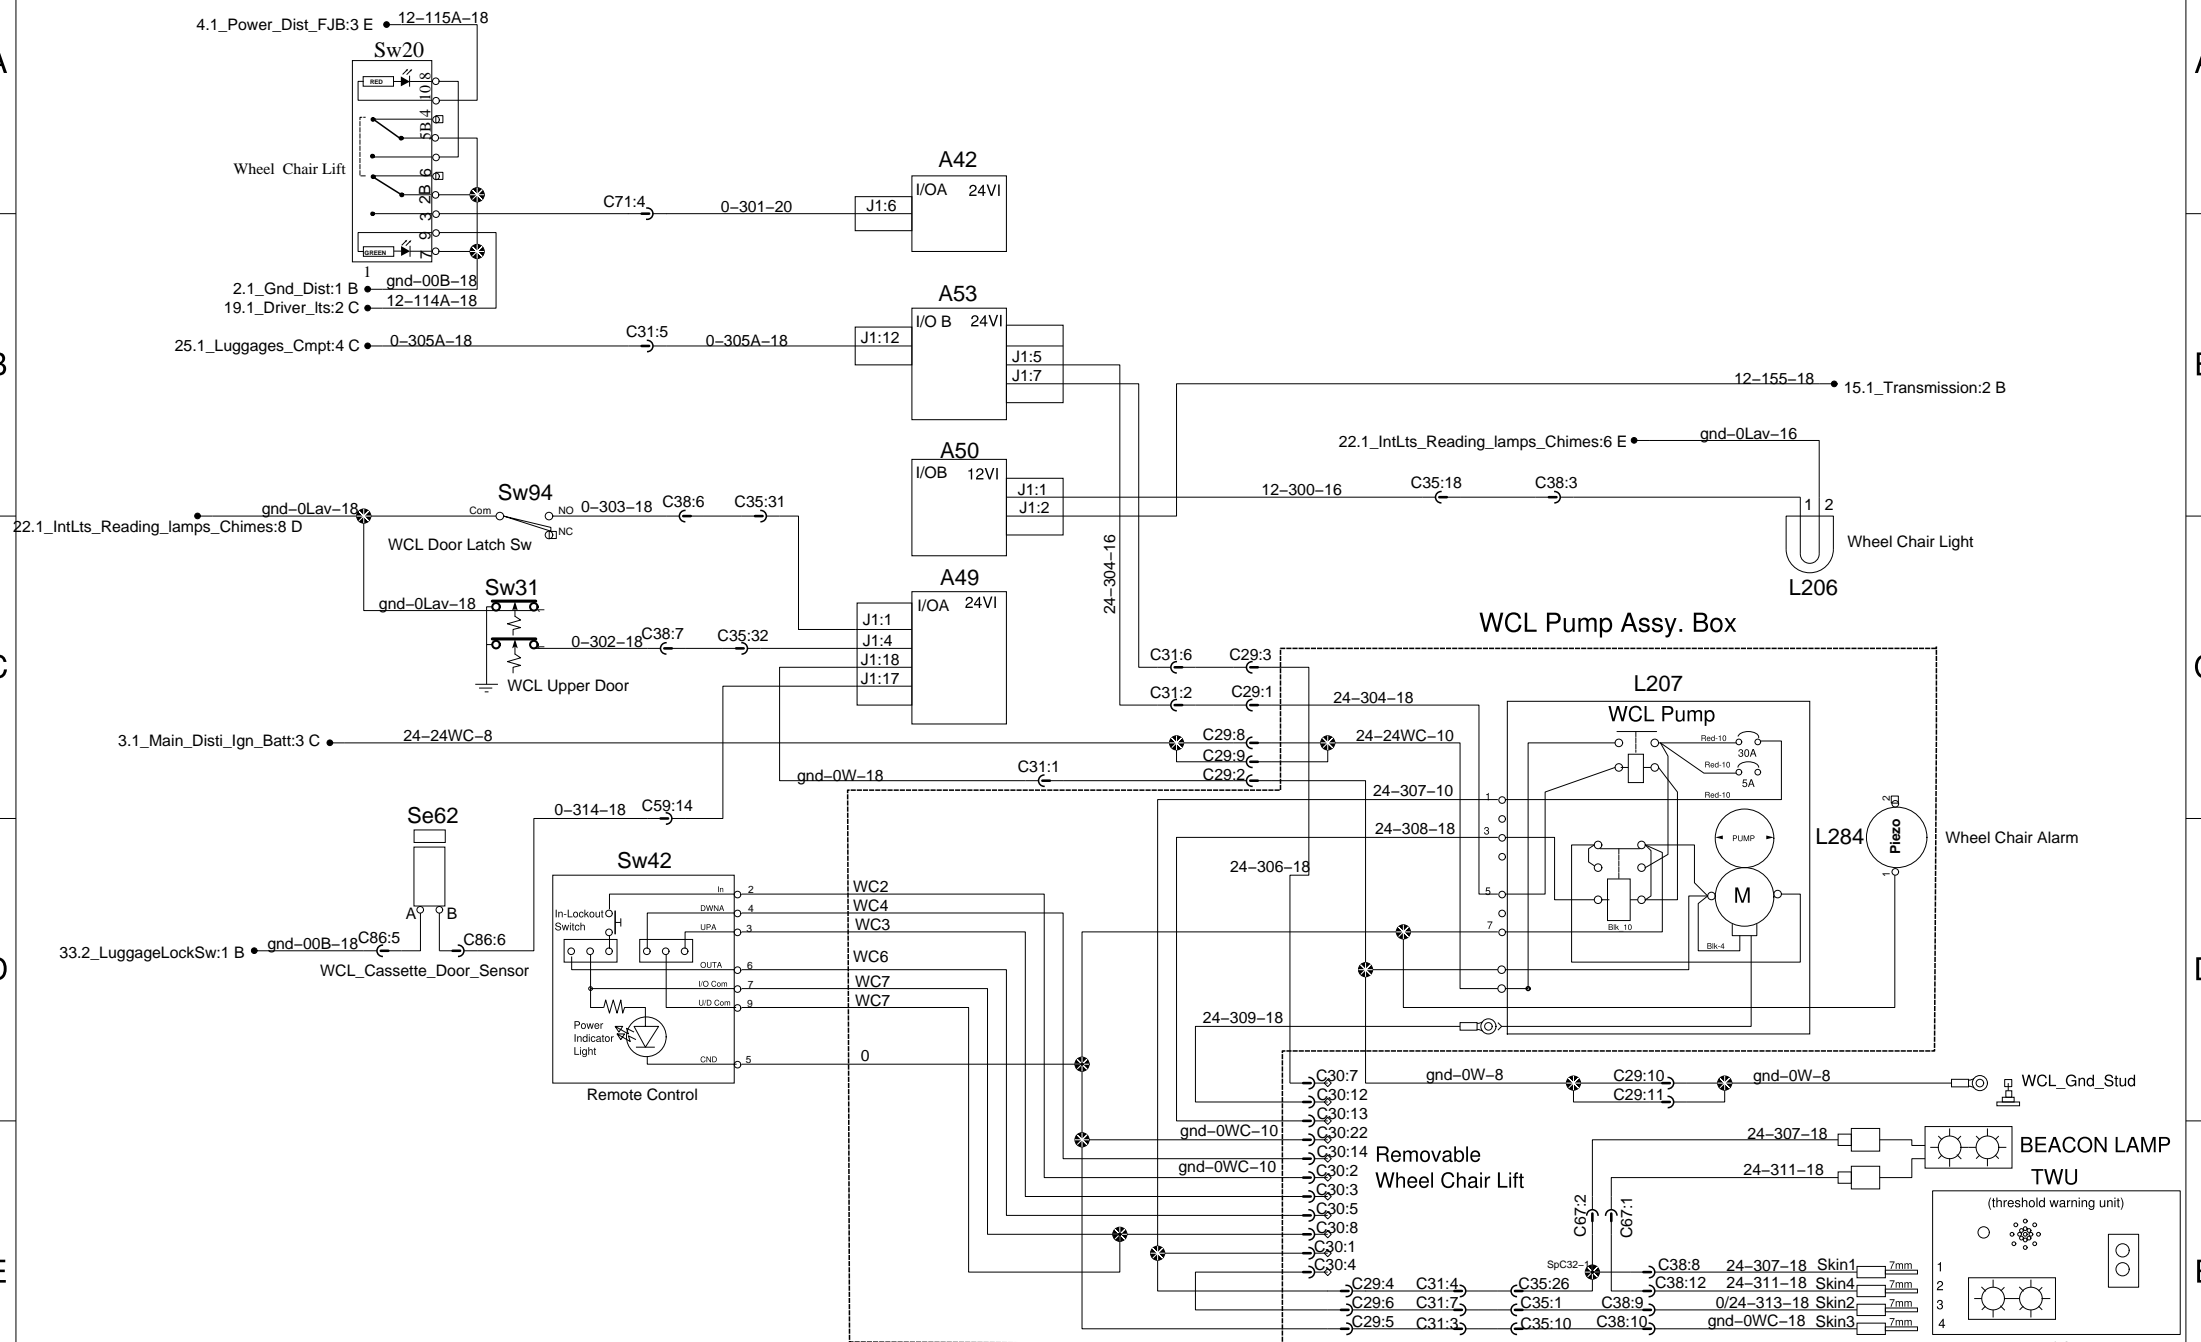 4.1_Power_Dist_FJB:3 E
12-115A-18
A
A
Sw20
RED
8
10
4
5B
Wheel Chair Lift
6
2B
3
9
7
GREEN
1
2.1_Gnd_Dist:1 B
gnd-00B-18
19.1_Driver_lts:2 C
12-114A-18
C71:4
0-301-20
A42
I/OA 24VI
J1:6
A53
I/O B 24VI
J1:12
J1:5
J1:7
25.1_Luggages_Cmpt:4 C
0-305A-18
C31:5
0-305A-18
12-155-18
15.1_Transmission:2 B
22.1_IntLts_Reading_lamps_Chimes:6 E
gnd-0Lav-16
A50
I/OB 12VI
J1:1
J1:2
12-300-16
C35:18
C38:3
1 2
Wheel Chair Light
L206
gnd-0Lav-18
22.1_IntLts_Reading_lamps_Chimes:8 D
Sw94
Com
NO
NC
0-303-18
C38:6
C35:31
WCL Door Latch Sw
Sw31
gnd-0Lav-18
0-302-18
C38:7
C35:32
WCL Upper Door
A49
I/OA 24VI
J1:1
J1:4
J1:18
J1:17
24-304-16
C
C
WCL Pump Assy. Box
C31:6
C29:3
C31:2
C29:1
24-304-18
L207
WCL Pump
3.1_Main_Disti_Ign_Batt:3 C
24-24WC-8
C29:8
C29:9
24-24WC-10
gnd-0W-18
C31:1
C29:2
Red-10
30A
Red-10
5A
Red-10
24-307-10
1
24-308-18
3
24-306-18
5
7
PUMP
M
Blk 10
Blk-4
L284
2
Piezo
1
Wheel Chair Alarm
Se62
A
B
0-314-18
C59:14
33.2_LuggageLockSw:1 B
gnd-00B-18
C86:5
C86:6
WCL_Cassette_Door_Sensor
Sw42
In-Lockout
Switch
In
2
DWNA
4
UPA
3
OUTA
6
I/O Com
7
U/D Com
9
CND
5
Power
Indicator
Light
Remote Control
WC2
WC4
WC3
WC6
WC7
WC7
0
24-309-18
C30:7
C30:12
C30:13
C30:22
C30:14
C30:2
C30:3
C30:5
C30:8
C30:1
C30:4
gnd-0WC-10
gnd-0WC-10
gnd-0W-8
C29:10
C29:11
gnd-0W-8
WCL_Gnd_Stud
Removable
Wheel Chair Lift
24-307-18
24-311-18
BEACON LAMP
TWU
(threshold warning unit)
C67:2
C67:1
E
E
SpC32-1
C38:8
24-307-18
Skin1
7mm
1
C29:4
C31:4
C35:26
C38:12
24-311-18
Skin4
7mm
2
C29:6
C31:7
C35:1
C38:9
0/24-313-18
Skin2
7mm
3
C29:5
C31:3
C35:10
C38:10
gnd-0WC-18
Skin3
7mm
4